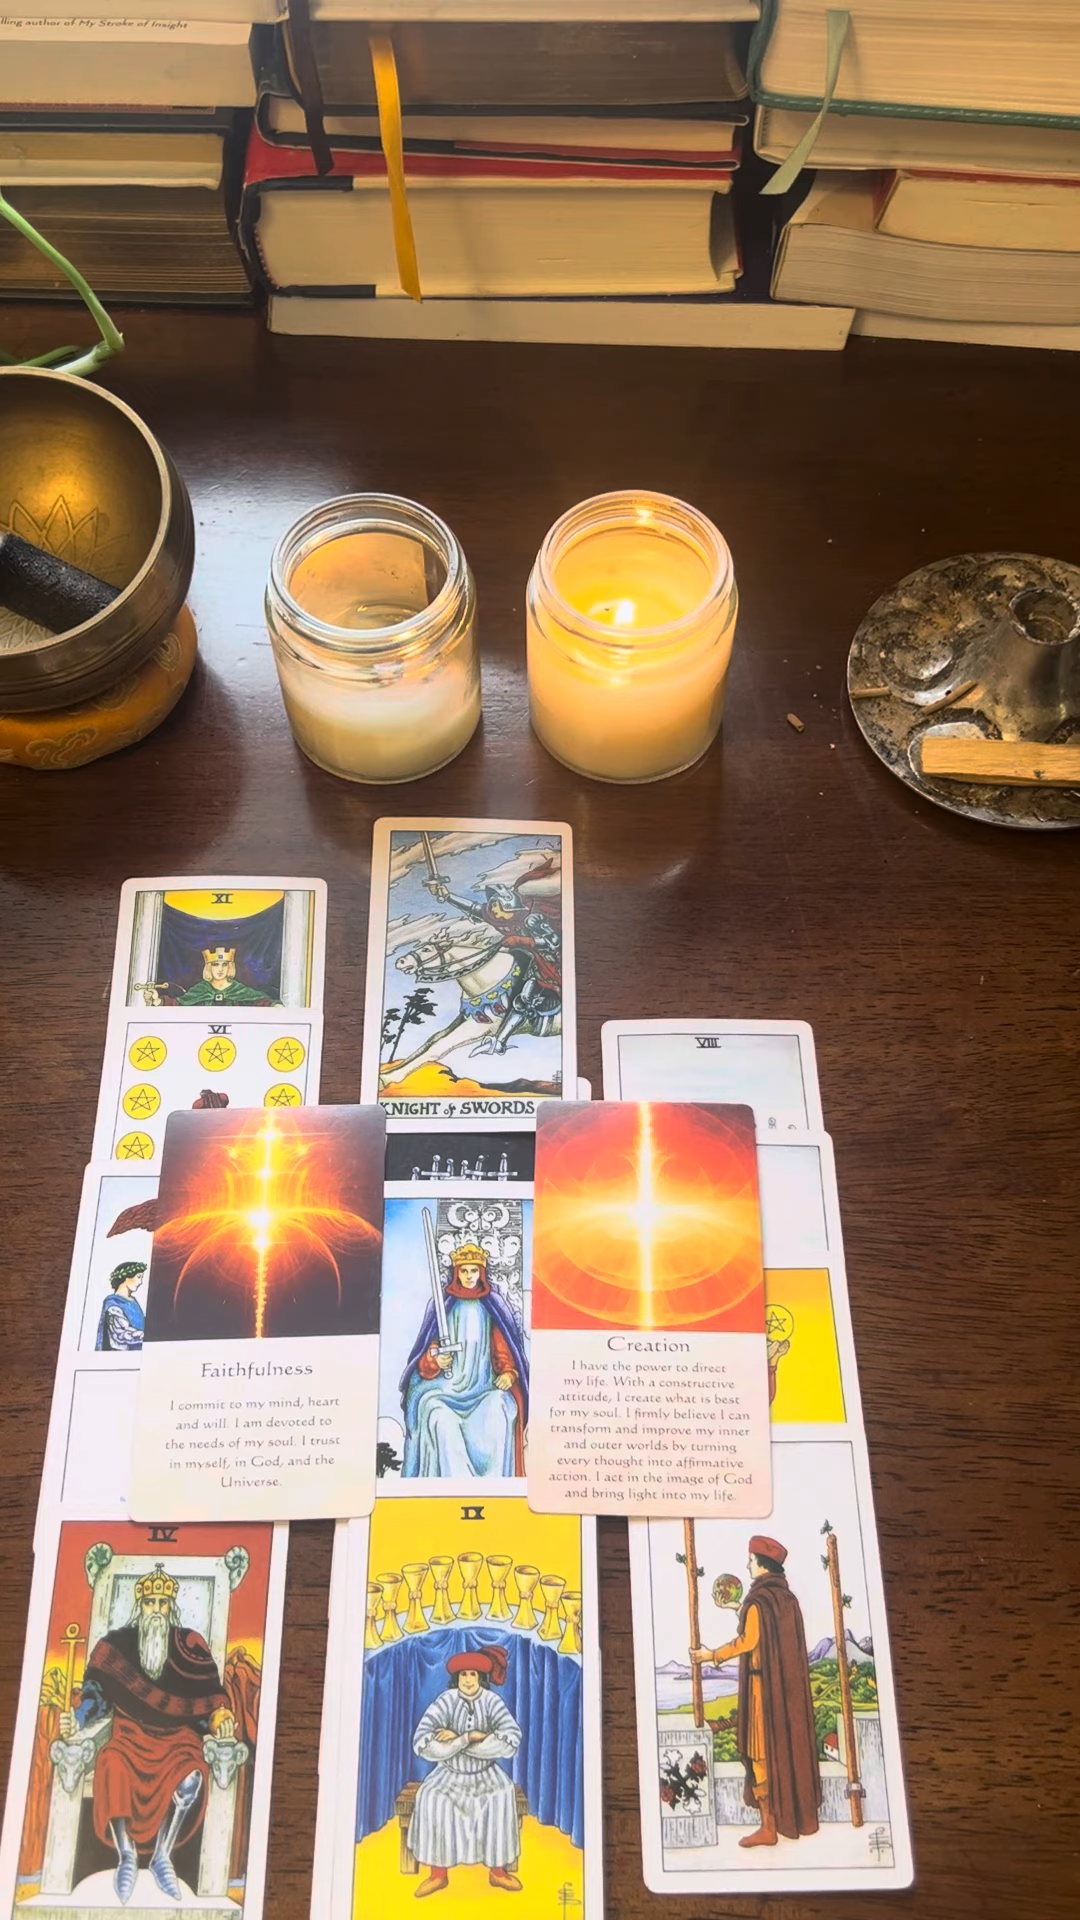 lling author of My Stroke of Insight
XI
VI
KNIGHT of SWORDS
VIII
Faithfulness
I commit to my mind, heart
and will. I am devoted to
the needs of my soul. I trust
in myself, in God, and the
Universe.
Creation
I have the power to direct
my life. With a constructive
attitude, I create what is best
for my soul. I firmly believe I can
transform and improve my inner
and outer worlds by turning
every thought into affirmative
action. I act in the image of God
and bring light into my life.
IV
IX